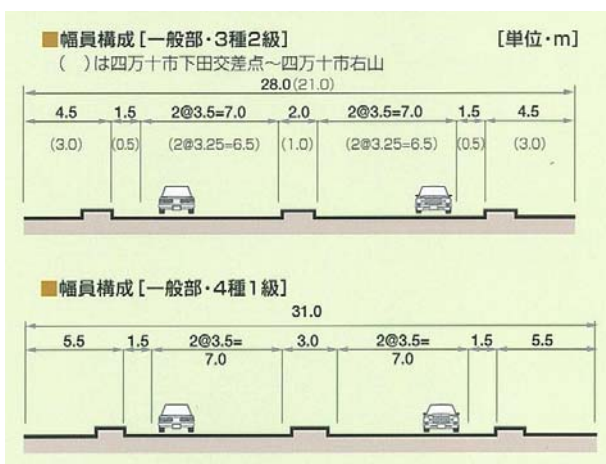 ■幅員構成[一般部・3種2級] [単位・m]
( )は四万十市下田交差点～四万十市右山
28.0(21.0)
4.5 1.5 2@3.5=7.0 2.0 2@3.5=7.0 1.5 4.5
(3.0) (0.5) (2@3.25=6.5) (1.0) (2@3.25=6.5) (0.5) (3.0)
■幅員構成[一般部・4種1級]
31.0
5.5 1.5 2@3.5= 3.0 2@3.5= 1.5 5.5
7.0 7.0